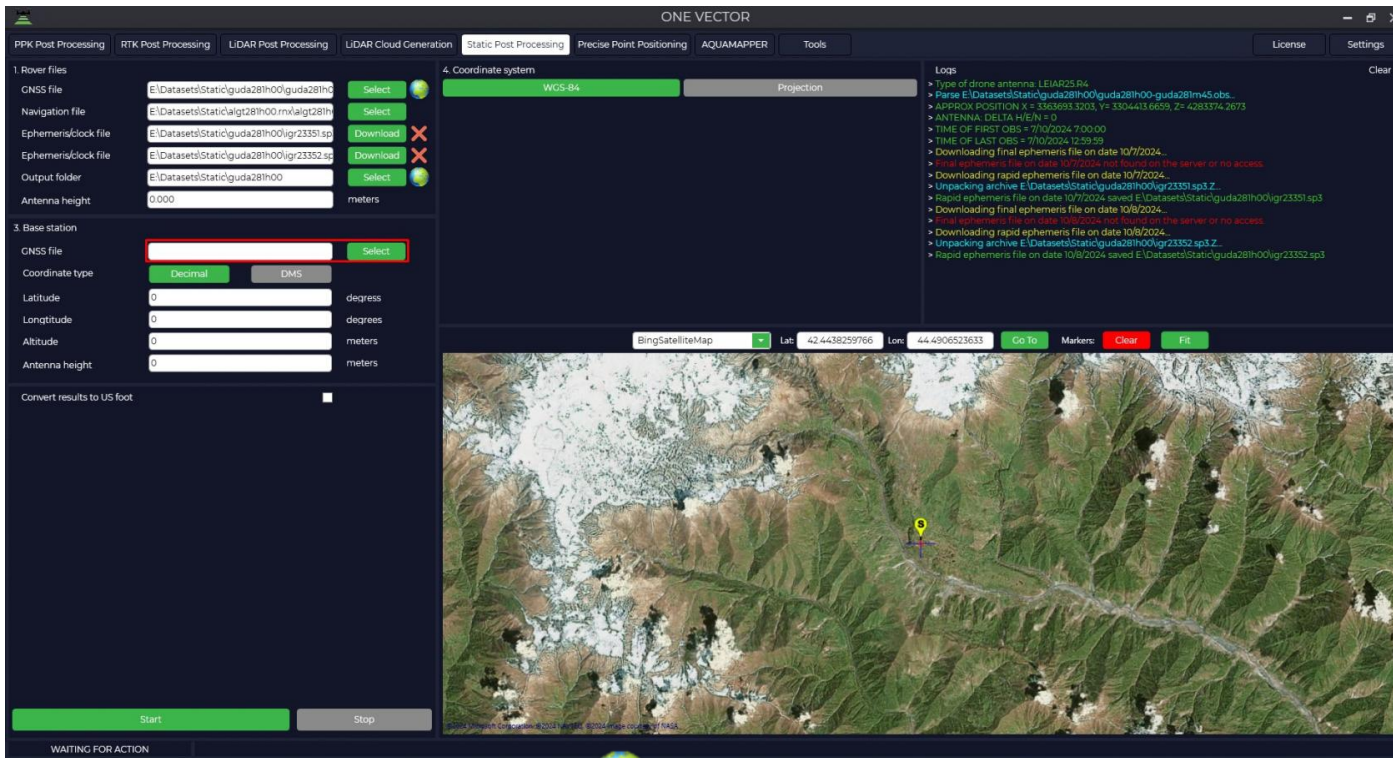 ONE VECTOR
PPK Post Processing RTK Post Processing LiDAR Post Processing LiDAR Cloud Generation Static Post Processing Precise Point Positioning AQUAMAPPER Tools License Settings
1. Rover files
GNSS file E:\Datasets\Static\guda281h00\guda281h0 Select
Navigation file E:\Datasets\Static\algt281h00.rnx\algt281h Select
Ephemeris/clock file E:\Datasets\Static\guda281h00\igr23351.sp Download
Ephemeris/clock file E:\Datasets\Static\guda281h00\igr23352.sp Download
Output folder E:\Datasets\Static\guda281h00 Select
Antenna height 0.000 meters
3. Base station
GNSS file Select
Coordinate type Decimal DMS
Latitude 0 degress
Longtitude 0 degrees
Altitude 0 meters
Antenna height 0 meters
Convert results to US foot
Start Stop
WAITING FOR ACTION
4. Coordinate system
WGS-84 Projection
Logs Clear
> Type of drone antenna: LEIAR25.R4
> Parse E:\Datasets\Static\guda281h00\guda281h00-guda281m45.obs...
> APPROX POSITION X = 3363693.3203, Y= 3304413.6659, Z= 4283374.2673
> ANTENNA: DELTA H/E/N = 0
> TIME OF FIRST OBS = 7/10/2024 7:00:00
> TIME OF LAST OBS = 7/10/2024 12:59:59
> Downloading final ephemeris file on date 10/7/2024...
> Final ephemeris file on date 10/7/2024 not found on the server or no access.
> Downloading rapid ephemeris file on date 10/7/2024...
> Unpacking archive E:\Datasets\Static\guda281h00\igr23351.sp3.Z...
> Rapid ephemeris file on date 10/7/2024 saved E:\Datasets\Static\guda281h00\igr23351.sp3
> Downloading final ephemeris file on date 10/8/2024...
> Final ephemeris file on date 10/8/2024 not found on the server or no access.
> Downloading rapid ephemeris file on date 10/8/2024...
> Unpacking archive E:\Datasets\Static\guda281h00\igr23352.sp3.Z...
> Rapid ephemeris file on date 10/8/2024 saved E:\Datasets\Static\guda281h00\igr23352.sp3
BingSatelliteMap Lat: 42.4438259766 Lon: 44.4906523633 Go To Markers: Clear Fit
S
©2024 Microsoft Corporation, ©2024 ©2024 Image courtesy of NASA